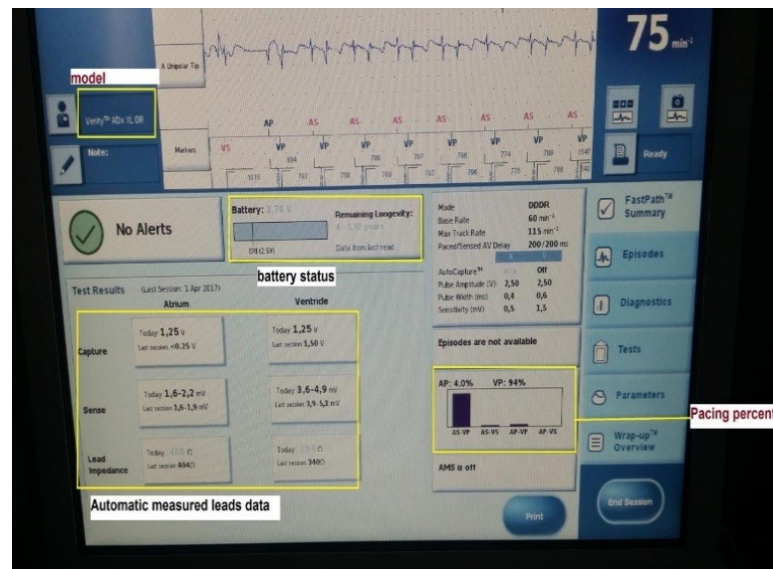 75 min⁻¹
A Unipolar Tip
model
Verity™ ADx XL DR
Note:
Markers
AP AS AS AS AS AS AS
VS VP VP VP VP VP VP VP
Ready
No Alerts
Battery: 2.76 V
Remaining Longevity:
ERI (2.5V)
Data from last read
battery status
Mode DDDR
Base Rate 60 min⁻¹
Max Track Rate 115 min⁻¹
Paced/Sensed AV Delay 200/200 ms
A V
AutoCapture™ Off
Pulse Amplitude (V) 2,50 2,50
Pulse Width (ms) 0,4 0,6
Sensitivity (mV) 0,5 1,5
FastPath™ Summary
Episodes
Diagnostics
Tests
Parameters
Wrap-up™ Overview
End Session
Test Results (Last Session: 1 Apr 2017)
Atrium Ventricle
Capture
Today 1,25 V
Last session <0.25 V
Today 1,25 V
Last session 1,50 V
Sense
Today 1,6-2,2 mV
Last session 1,6-1,9 mV
Today 3,6-4,9 mV
Last session 3,9-5,1 mV
Lead Impedance
Today
Last session 404Ω
Today
Last session 340Ω
Automatic measured leads data
Episodes are not available
AP: 4.0% VP: 94%
AS-VP AS-VS AP-VP AP-VS
Pacing percent
AMS is off
Print